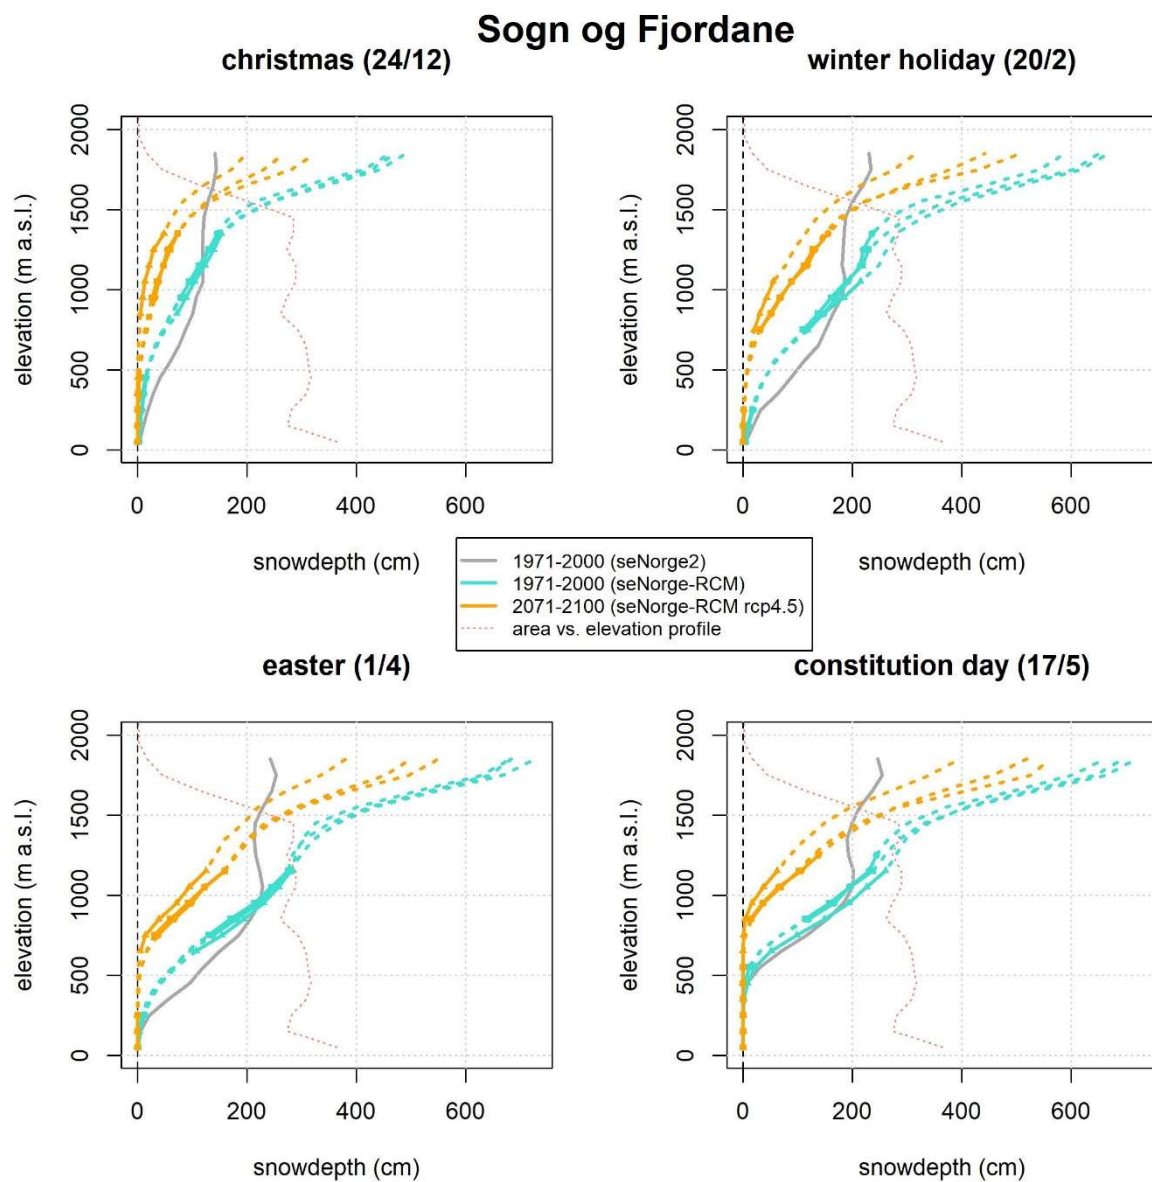 Sogn og Fjordane
christmas (24/12)
winter holiday (20/2)
elevation (m a.s.l.)
0 500 1000 1500 2000
0 200 400 600
snowdepth (cm)
elevation (m a.s.l.)
0 500 1000 1500 2000
0 200 400 600
snowdepth (cm)
1971-2000 (seNorge2)
1971-2000 (seNorge-RCM)
2071-2100 (seNorge-RCM rcp4.5)
area vs. elevation profile
easter (1/4)
constitution day (17/5)
elevation (m a.s.l.)
0 500 1000 1500 2000
0 200 400 600
snowdepth (cm)
elevation (m a.s.l.)
0 500 1000 1500 2000
0 200 400 600
snowdepth (cm)